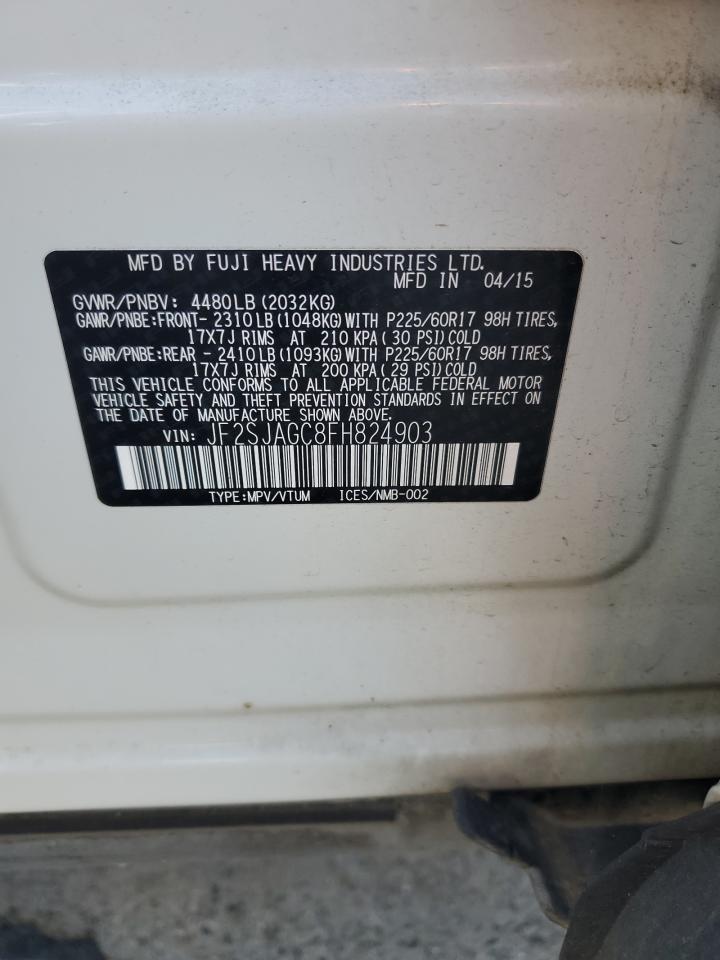 MFD BY FUJI HEAVY INDUSTRIES LTD.
MFD IN 04/15
GVWR/PNBV: 4480LB(2032KG)
GAWR/PNBE:FRONT- 2310LB(1048KG)WITH P225/60R17 98H TIRES,
17X7J RIMS AT 210 KPA(30 PSI)COLD
GAWR/PNBE:REAR - 2410LB(1093KG)WITH P225/60R17 98H TIRES,
17X7J RIMS AT 200 KPA(29 PSI)COLD
THIS VEHICLE CONFORMS TO ALL APPLICABLE FEDERAL MOTOR
VEHICLE SAFETY AND THEFT PREVENTION STANDARDS IN EFFECT ON
THE DATE OF MANUFACTURE SHOWN ABOVE.
VIN: JF2SJAGC8FH824903
TYPE:MPV/VTUM ICES/NMB-002